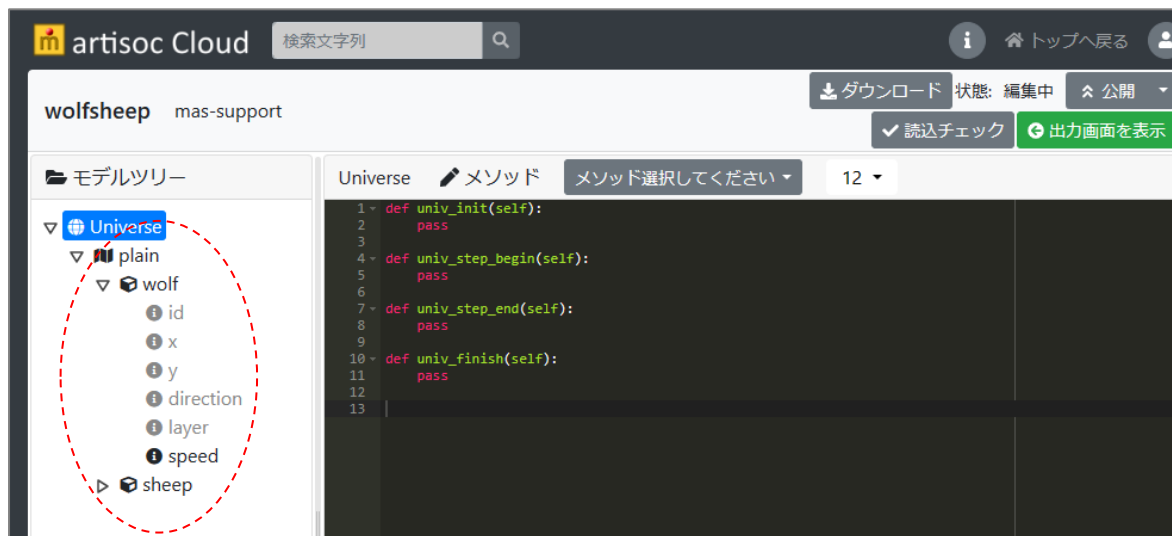 artisoc Cloud 検索文字列 トップへ戻る
wolfsheep mas-support ダウンロード 状態: 編集中 公開
読込チェック 出力画面を表示
モデルツリー
Universe
plain
wolf
id
x
y
direction
layer
speed
sheep
Universe メソッド メソッド選択してください 12
1 def univ_init(self):
2     pass
3
4 def univ_step_begin(self):
5     pass
6
7 def univ_step_end(self):
8     pass
9
10 def univ_finish(self):
11     pass
12
13